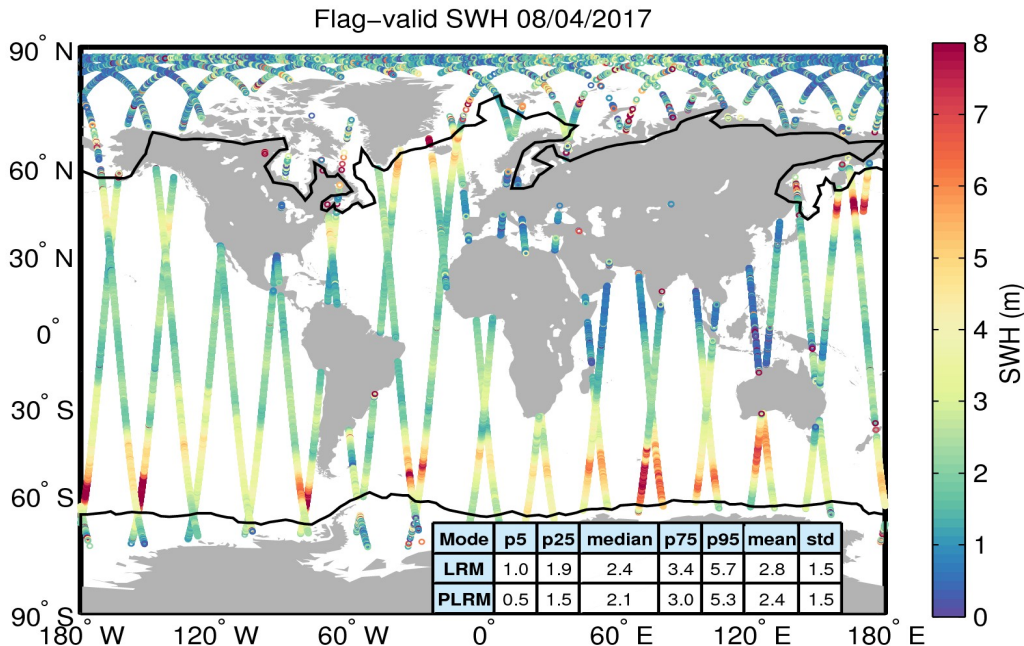 Flag-valid SWH 08/04/2017
90° N
60° N
30° N
0°
30° S
60° S
90° S
180° W
120° W
60° W
0°
60° E
120° E
180° E
Mode p5 p25 median p75 p95 mean std
LRM 1.0 1.9 2.4 3.4 5.7 2.8 1.5
PLRM 0.5 1.5 2.1 3.0 5.3 2.4 1.5
8
7
6
5
4
3
2
1
0
SWH (m)